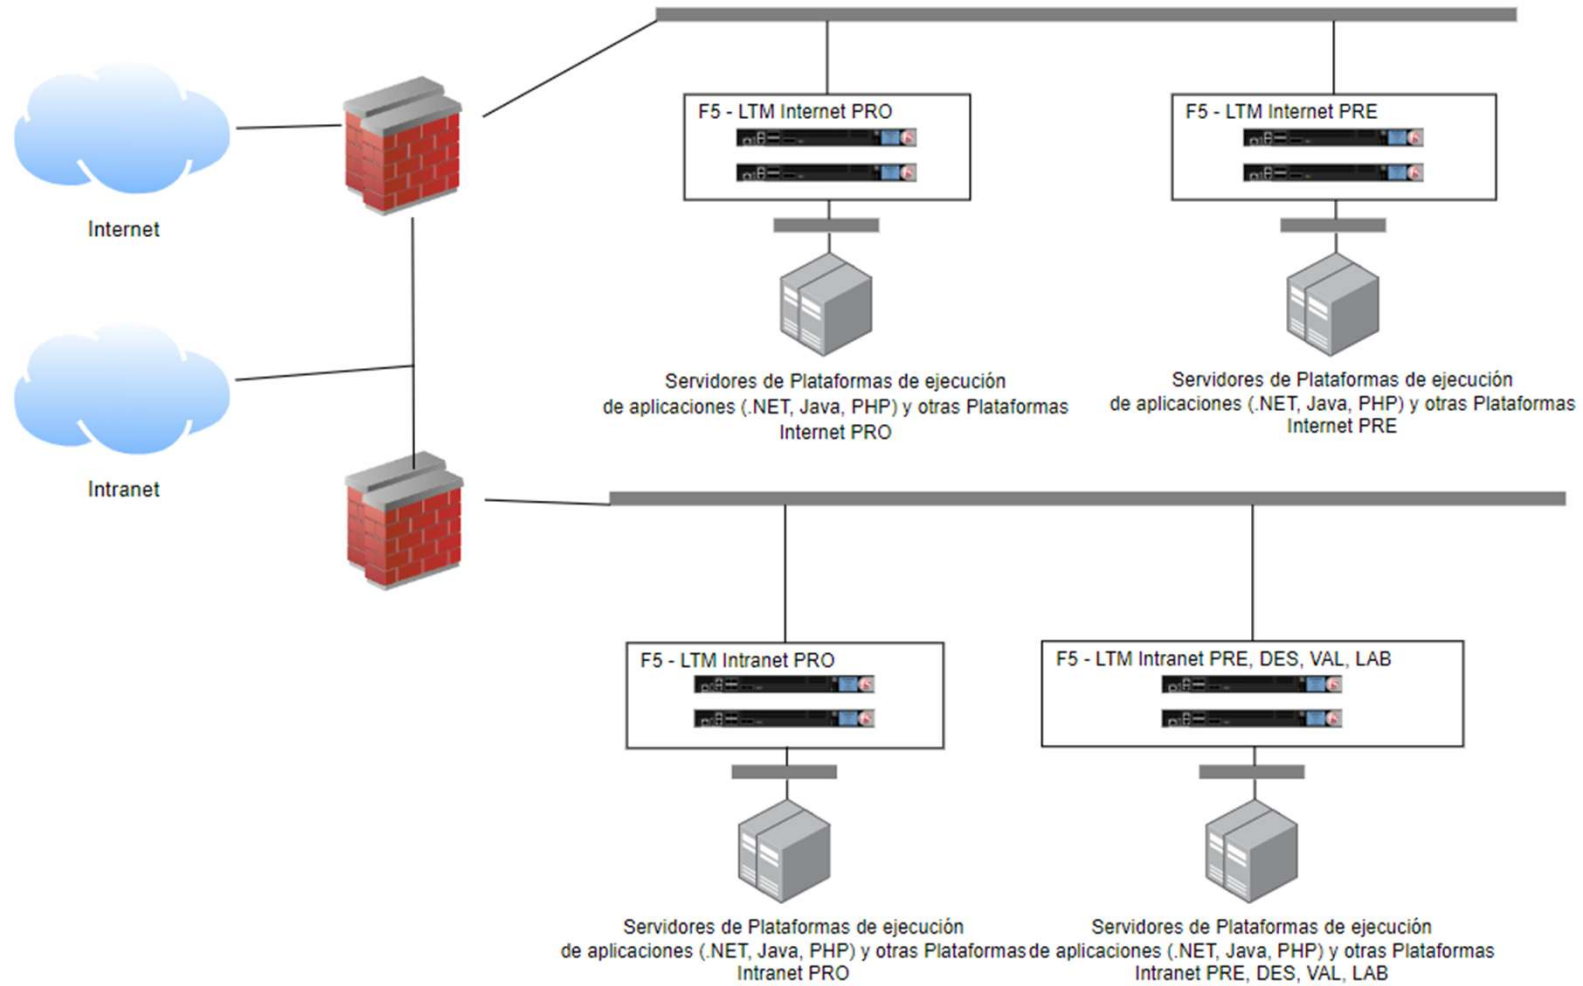 F5 - LTM Internet PRO
F5 - LTM Internet PRE
Internet
Servidores de Plataformas de ejecución
de aplicaciones (.NET, Java, PHP) y otras Plataformas
Internet PRO
Servidores de Plataformas de ejecución
de aplicaciones (.NET, Java, PHP) y otras Plataformas
Internet PRE
Intranet
F5 - LTM Intranet PRO
F5 - LTM Intranet PRE, DES, VAL, LAB
Servidores de Plataformas de ejecución
de aplicaciones (.NET, Java, PHP) y otras Plataformas
Intranet PRO
Servidores de Plataformas de ejecución
de aplicaciones (.NET, Java, PHP) y otras Plataformas
Intranet PRE, DES, VAL, LAB